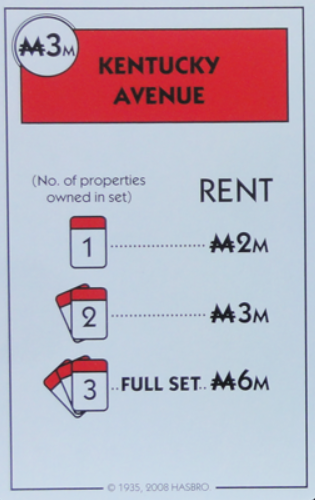 ₩3M
KENTUCKY
AVENUE
(No. of properties
owned in set)
RENT
1 ₩2M
2 ₩3M
3 FULL SET ₩6M
© 1935, 2008 HASBRO